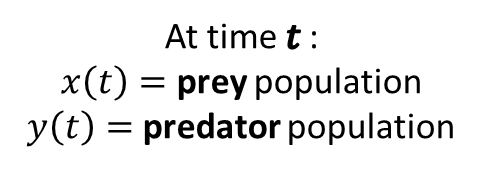 At time t :
x(t) = prey population
y(t) = predator population